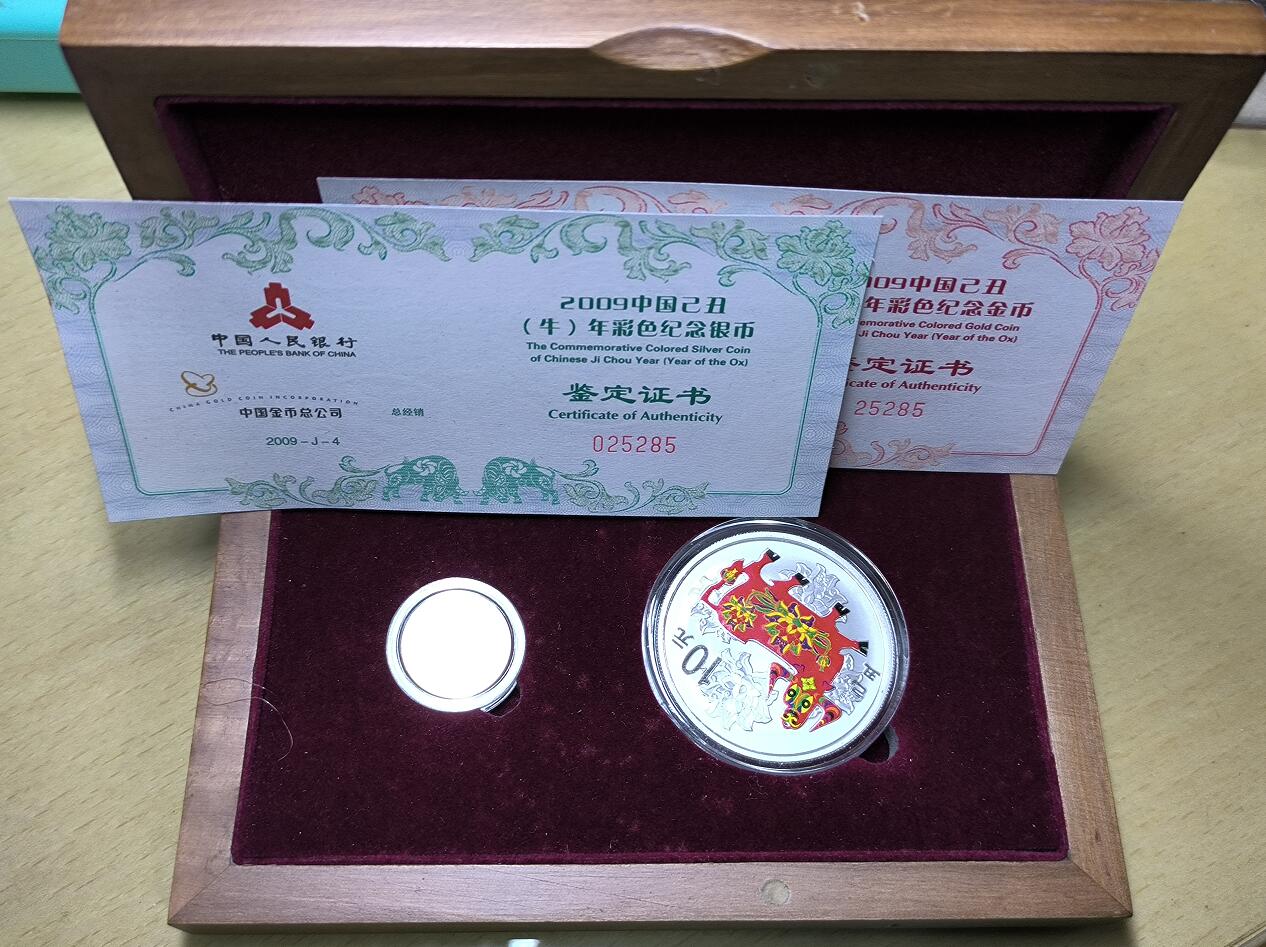 中国人民银行
THE PEOPLE'S BANK OF CHINA
CHINA GOLD COIN INCORPORATION
中国金币总公司
总经销
2009-J-4
2009中国己丑
（牛）年彩色纪念银币
The Commemorative Colored Silver Coin
of Chinese Ji Chou Year (Year of the Ox)
鉴定证书
Certificate of Authenticity
025285
009中国己丑
年彩色纪念金币
emorative Colored Gold Coin
Ji Chou Year (Year of the Ox)
定证书
cate of Authenticity
25285
10元
丑